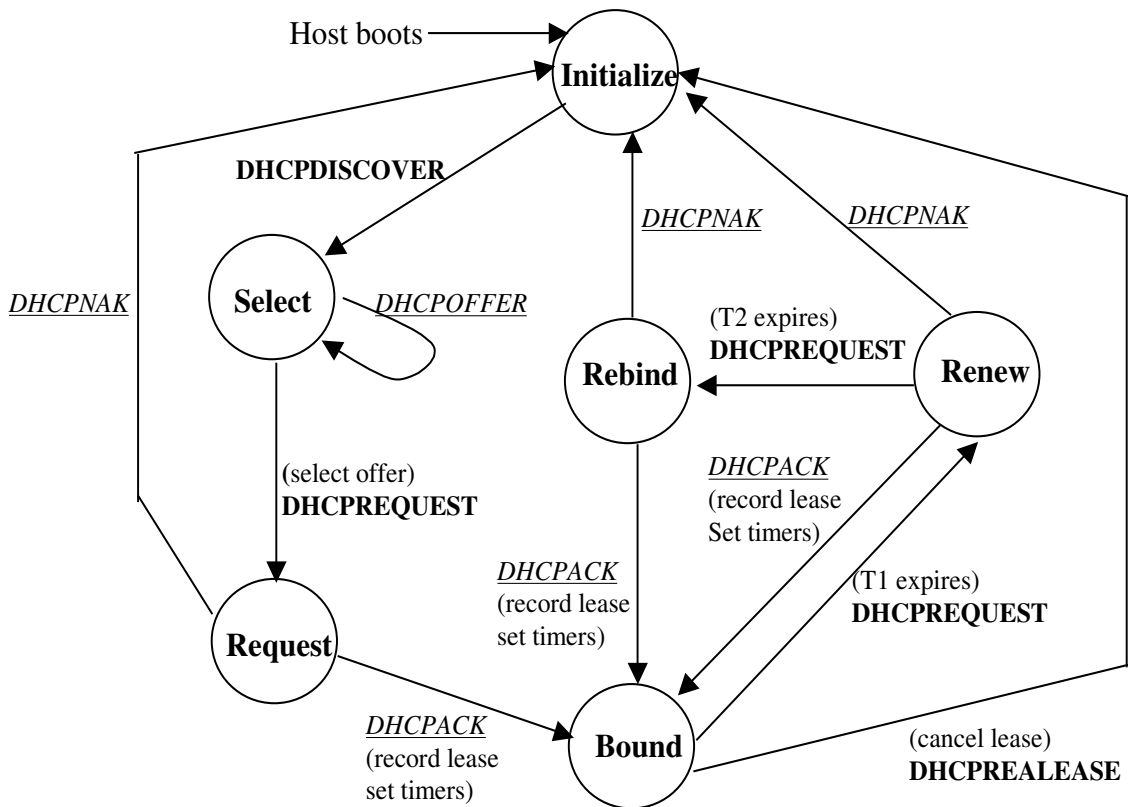 Host boots
Initialize
DHCPDISCOVER
DHCPNAK
DHCPNAK
DHCPNAK
Select
DHCPOFFER
(T2 expires)
DHCPREQUEST
Rebind
Renew
(select offer)
DHCPREQUEST
DHCPACK
(record lease
Set timers)
DHCPACK
(record lease
set timers)
(T1 expires)
DHCPREQUEST
Request
DHCPACK
(record lease
set timers)
Bound
(cancel lease)
DHCPREALEASE